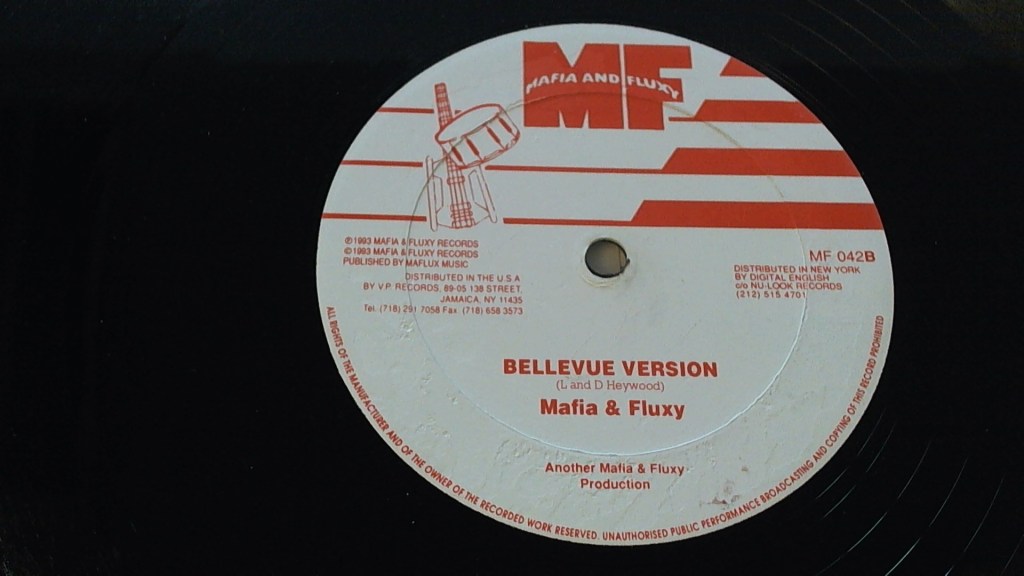 MF
MAFIA AND FLUXY
℗1993 MAFIA & FLUXY RECORDS
©1993 MAFIA & FLUXY RECORDS
PUBLISHED BY MAFLUX MUSIC
DISTRIBUTED IN THE U.S.A
BY V.P. RECORDS, 89-05 138 STREET,
JAMAICA, NY 11435
Tel. (718) 291 7058 Fax. (718) 658 3573
MF 042B
DISTRIBUTED IN NEW YORK
BY DIGITAL ENGLISH
c/o NU-LOOK RECORDS
(212) 515 4701
BELLEVUE VERSION
(L and D Heywood)
Mafia & Fluxy
Another Mafia & Fluxy
Production
ALL RIGHTS OF THE MANUFACTURER AND OF THE OWNER OF THE RECORDED WORK RESERVED. UNAUTHORISED PUBLIC PERFORMANCE BROADCASTING AND COPYING OF THIS RECORD PROHIBITED